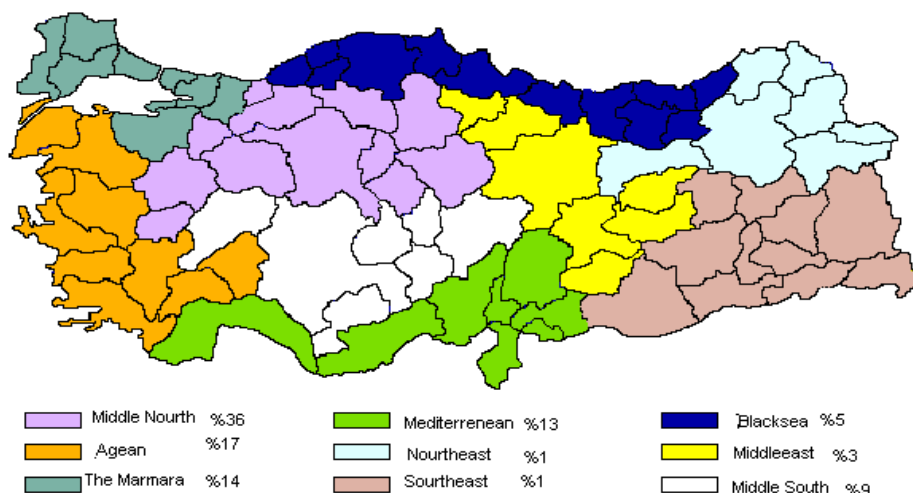 Middle Nourth %36
Mediterrenean %13
Blacksea %5
Agean %17
Nourtheast %1
Middleeast %3
The Marmara %14
Sourtheast %1
Middle South %9